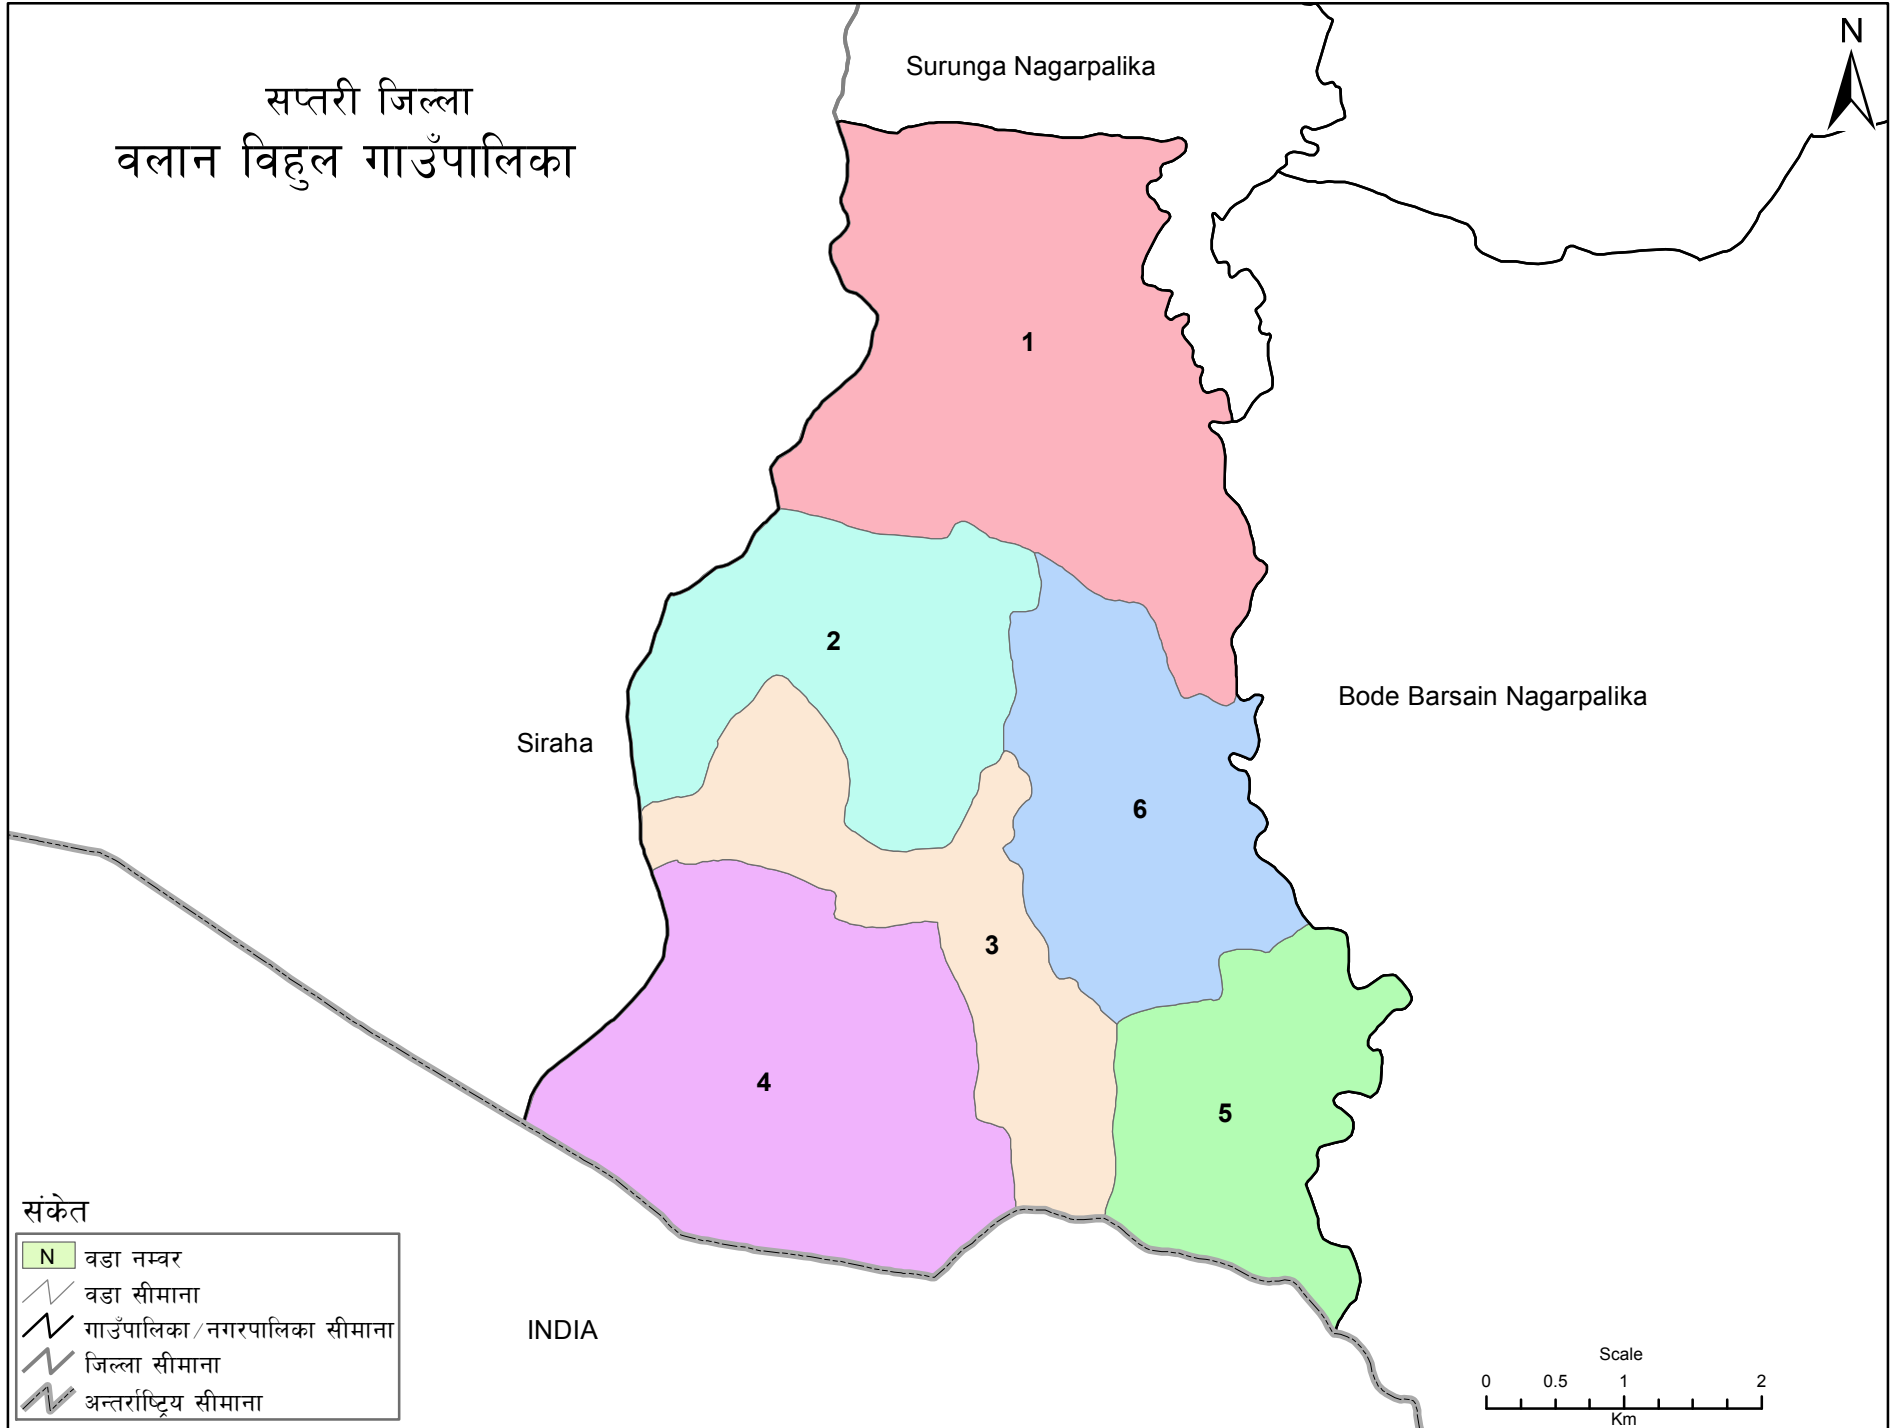 सप्तरी जिल्ला
वलान विहुल गाउँपालिका
Surunga Nagarpalika
N
1
2
Siraha
Bode Barsain Nagarpalika
6
3
4
5
INDIA
संकेत
N वडा नम्वर
वडा सीमाना
गाउँपालिका/नगरपालिका सीमाना
जिल्ला सीमाना
अन्तर्राष्ट्रिय सीमाना
Scale
0 0.5 1 2
Km